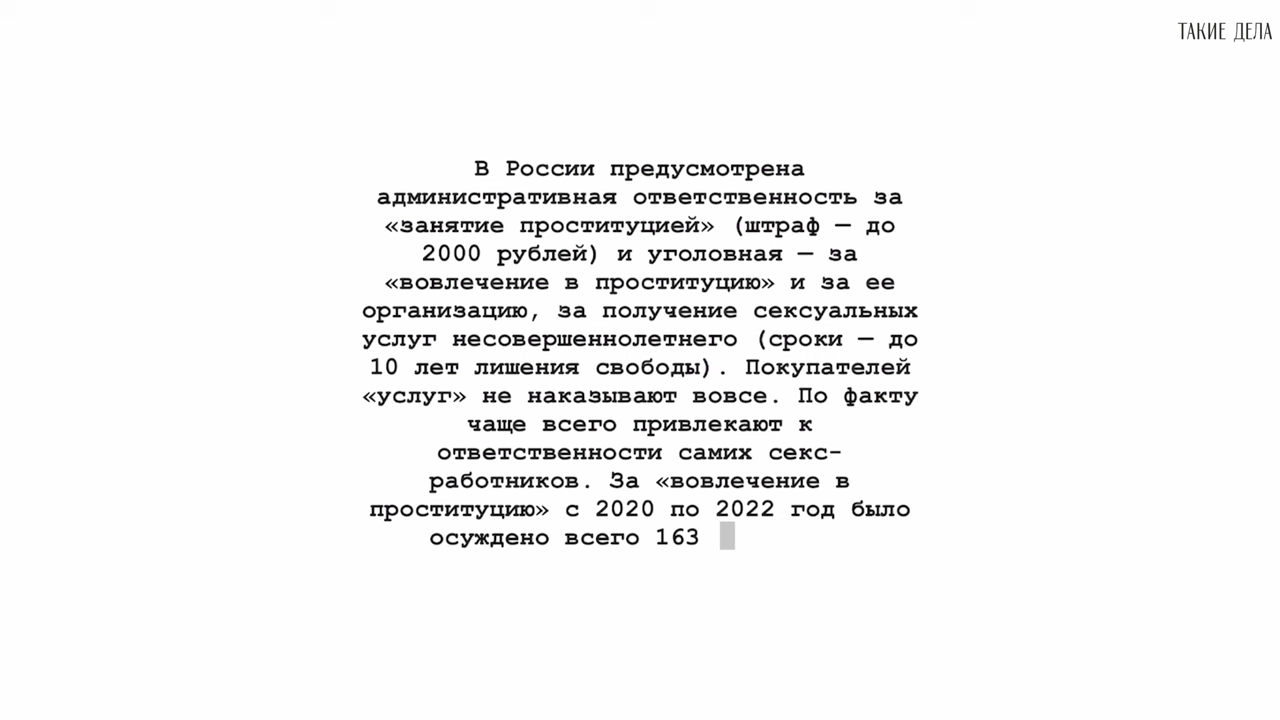 ТАКИЕ ДЕЛА
В России предусмотрена
административная ответственность за
«занятие проституцией» (штраф — до
2000 рублей) и уголовная — за
«вовлечение в проституцию» и за ее
организацию, за получение сексуальных
услуг несовершеннолетнего (сроки — до
10 лет лишения свободы). Покупателей
«услуг» не наказывают вовсе. По факту
чаще всего привлекают к
ответственности самих секс-
работников. За «вовлечение в
проституцию» с 2020 по 2022 год было
осуждено всего 163